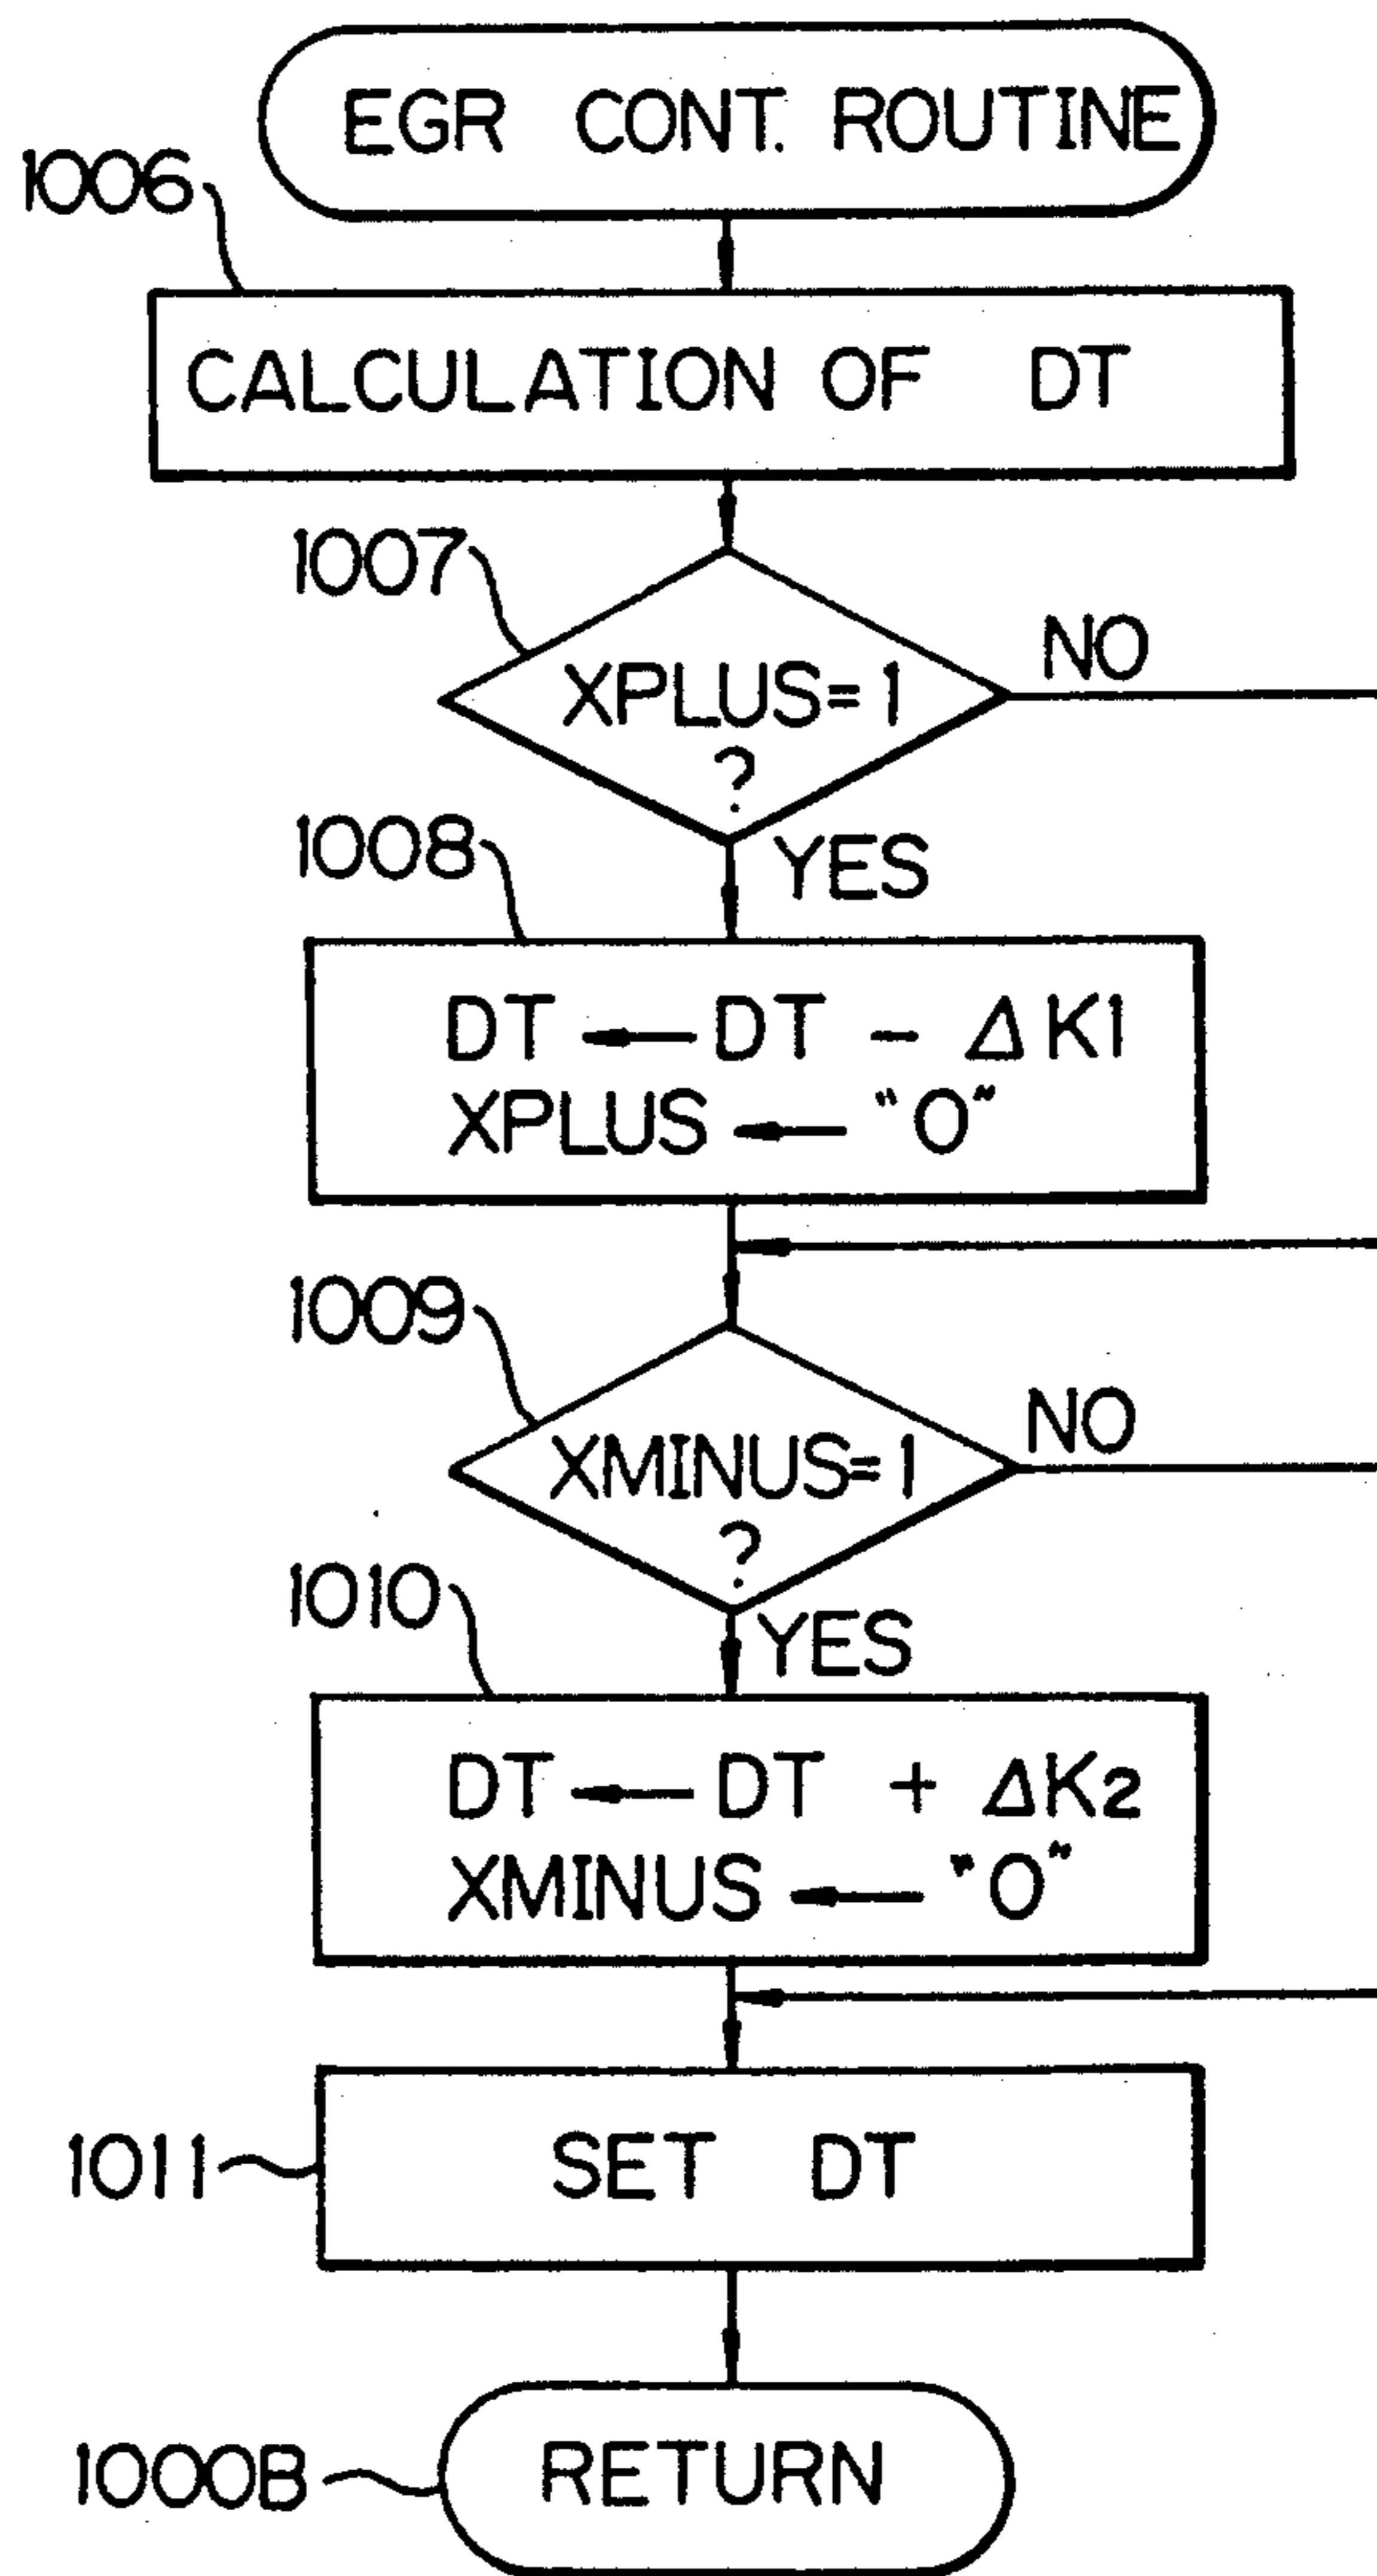 EGR CONT. ROUTINE
1006
CALCULATION OF DT
1007
XPLUS=1
?
NO
YES
1008
DT ← DT - ΔK1
XPLUS ← "0"
1009
XMINUS=1
?
NO
YES
1010
DT ← DT + ΔK2
XMINUS ← "0"
1011
SET DT
1000B
RETURN